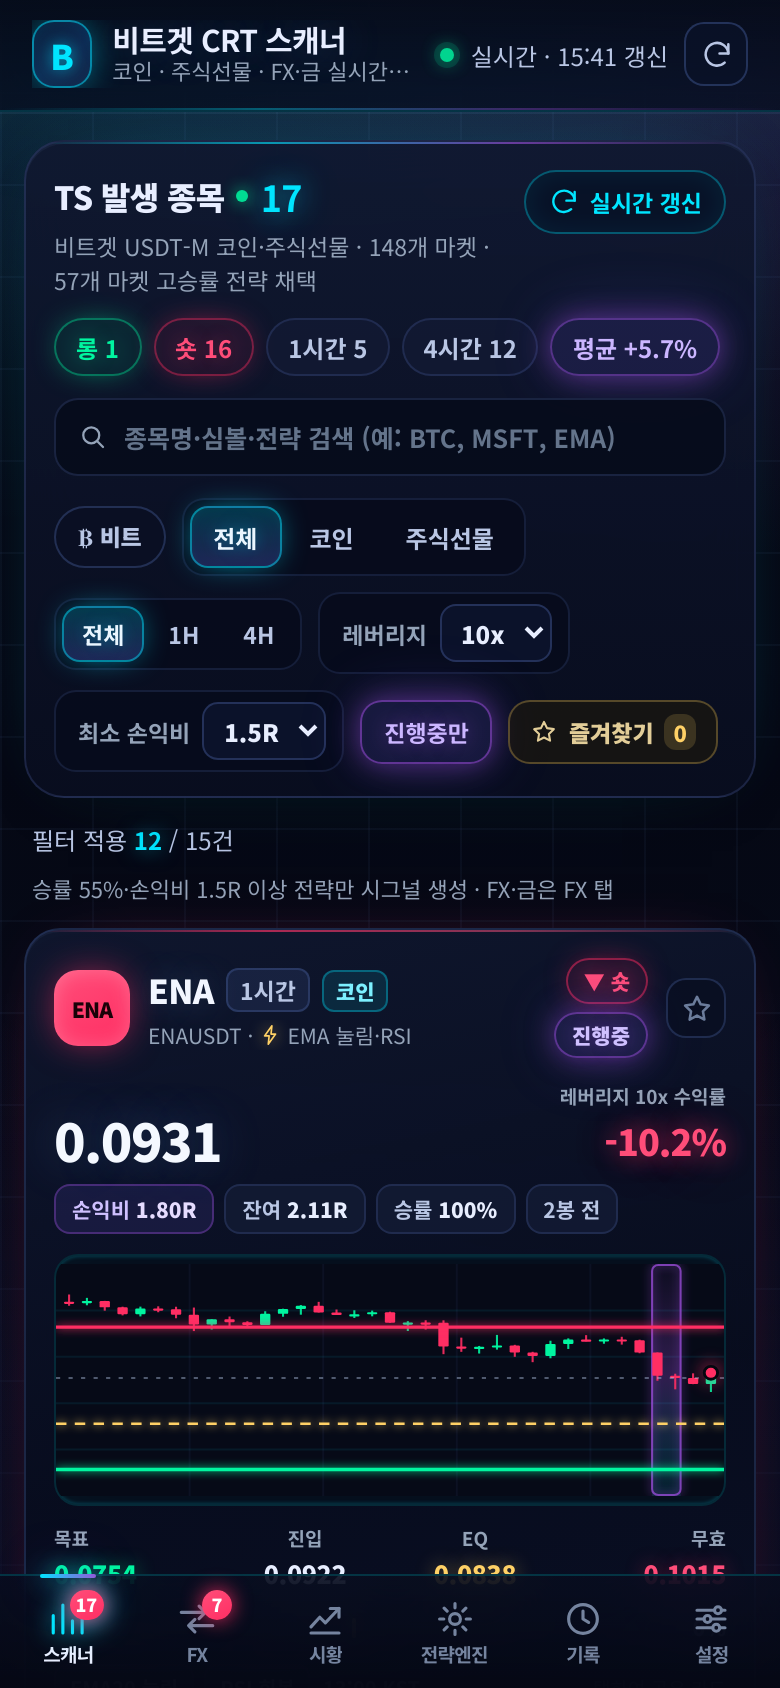 B
비트겟 CRT 스캐너
코인 · 주식선물 · FX·금 실시간…
실시간 · 15:41 갱신
TS 발생 종목 • 17
실시간 갱신
비트겟 USDT-M 코인·주식선물 · 148개 마켓 ·
57개 마켓 고승률 전략 채택
롱 1
숏 16
1시간 5
4시간 12
평균 +5.7%
종목명·심볼·전략 검색 (예: BTC, MSFT, EMA)
₿ 비트
전체
코인
주식선물
전체
1H
4H
레버리지
10x
최소 손익비
1.5R
진행중만
즐겨찾기 0
필터 적용 12 / 15건
승률 55%·손익비 1.5R 이상 전략만 시그널 생성 · FX·금은 FX 탭
ENA
ENA
1시간
코인
▼ 숏
ENAUSDT · EMA 눌림·RSI
진행중
레버리지 10x 수익률
0.0931
-10.2%
손익비 1.80R
잔여 2.11R
승률 100%
2봉 전
목표
진입
EQ
무효
0.0754
0.0922
0.0838
0.1015
17
7
스캐너
FX
시황
전략엔진
기록
설정